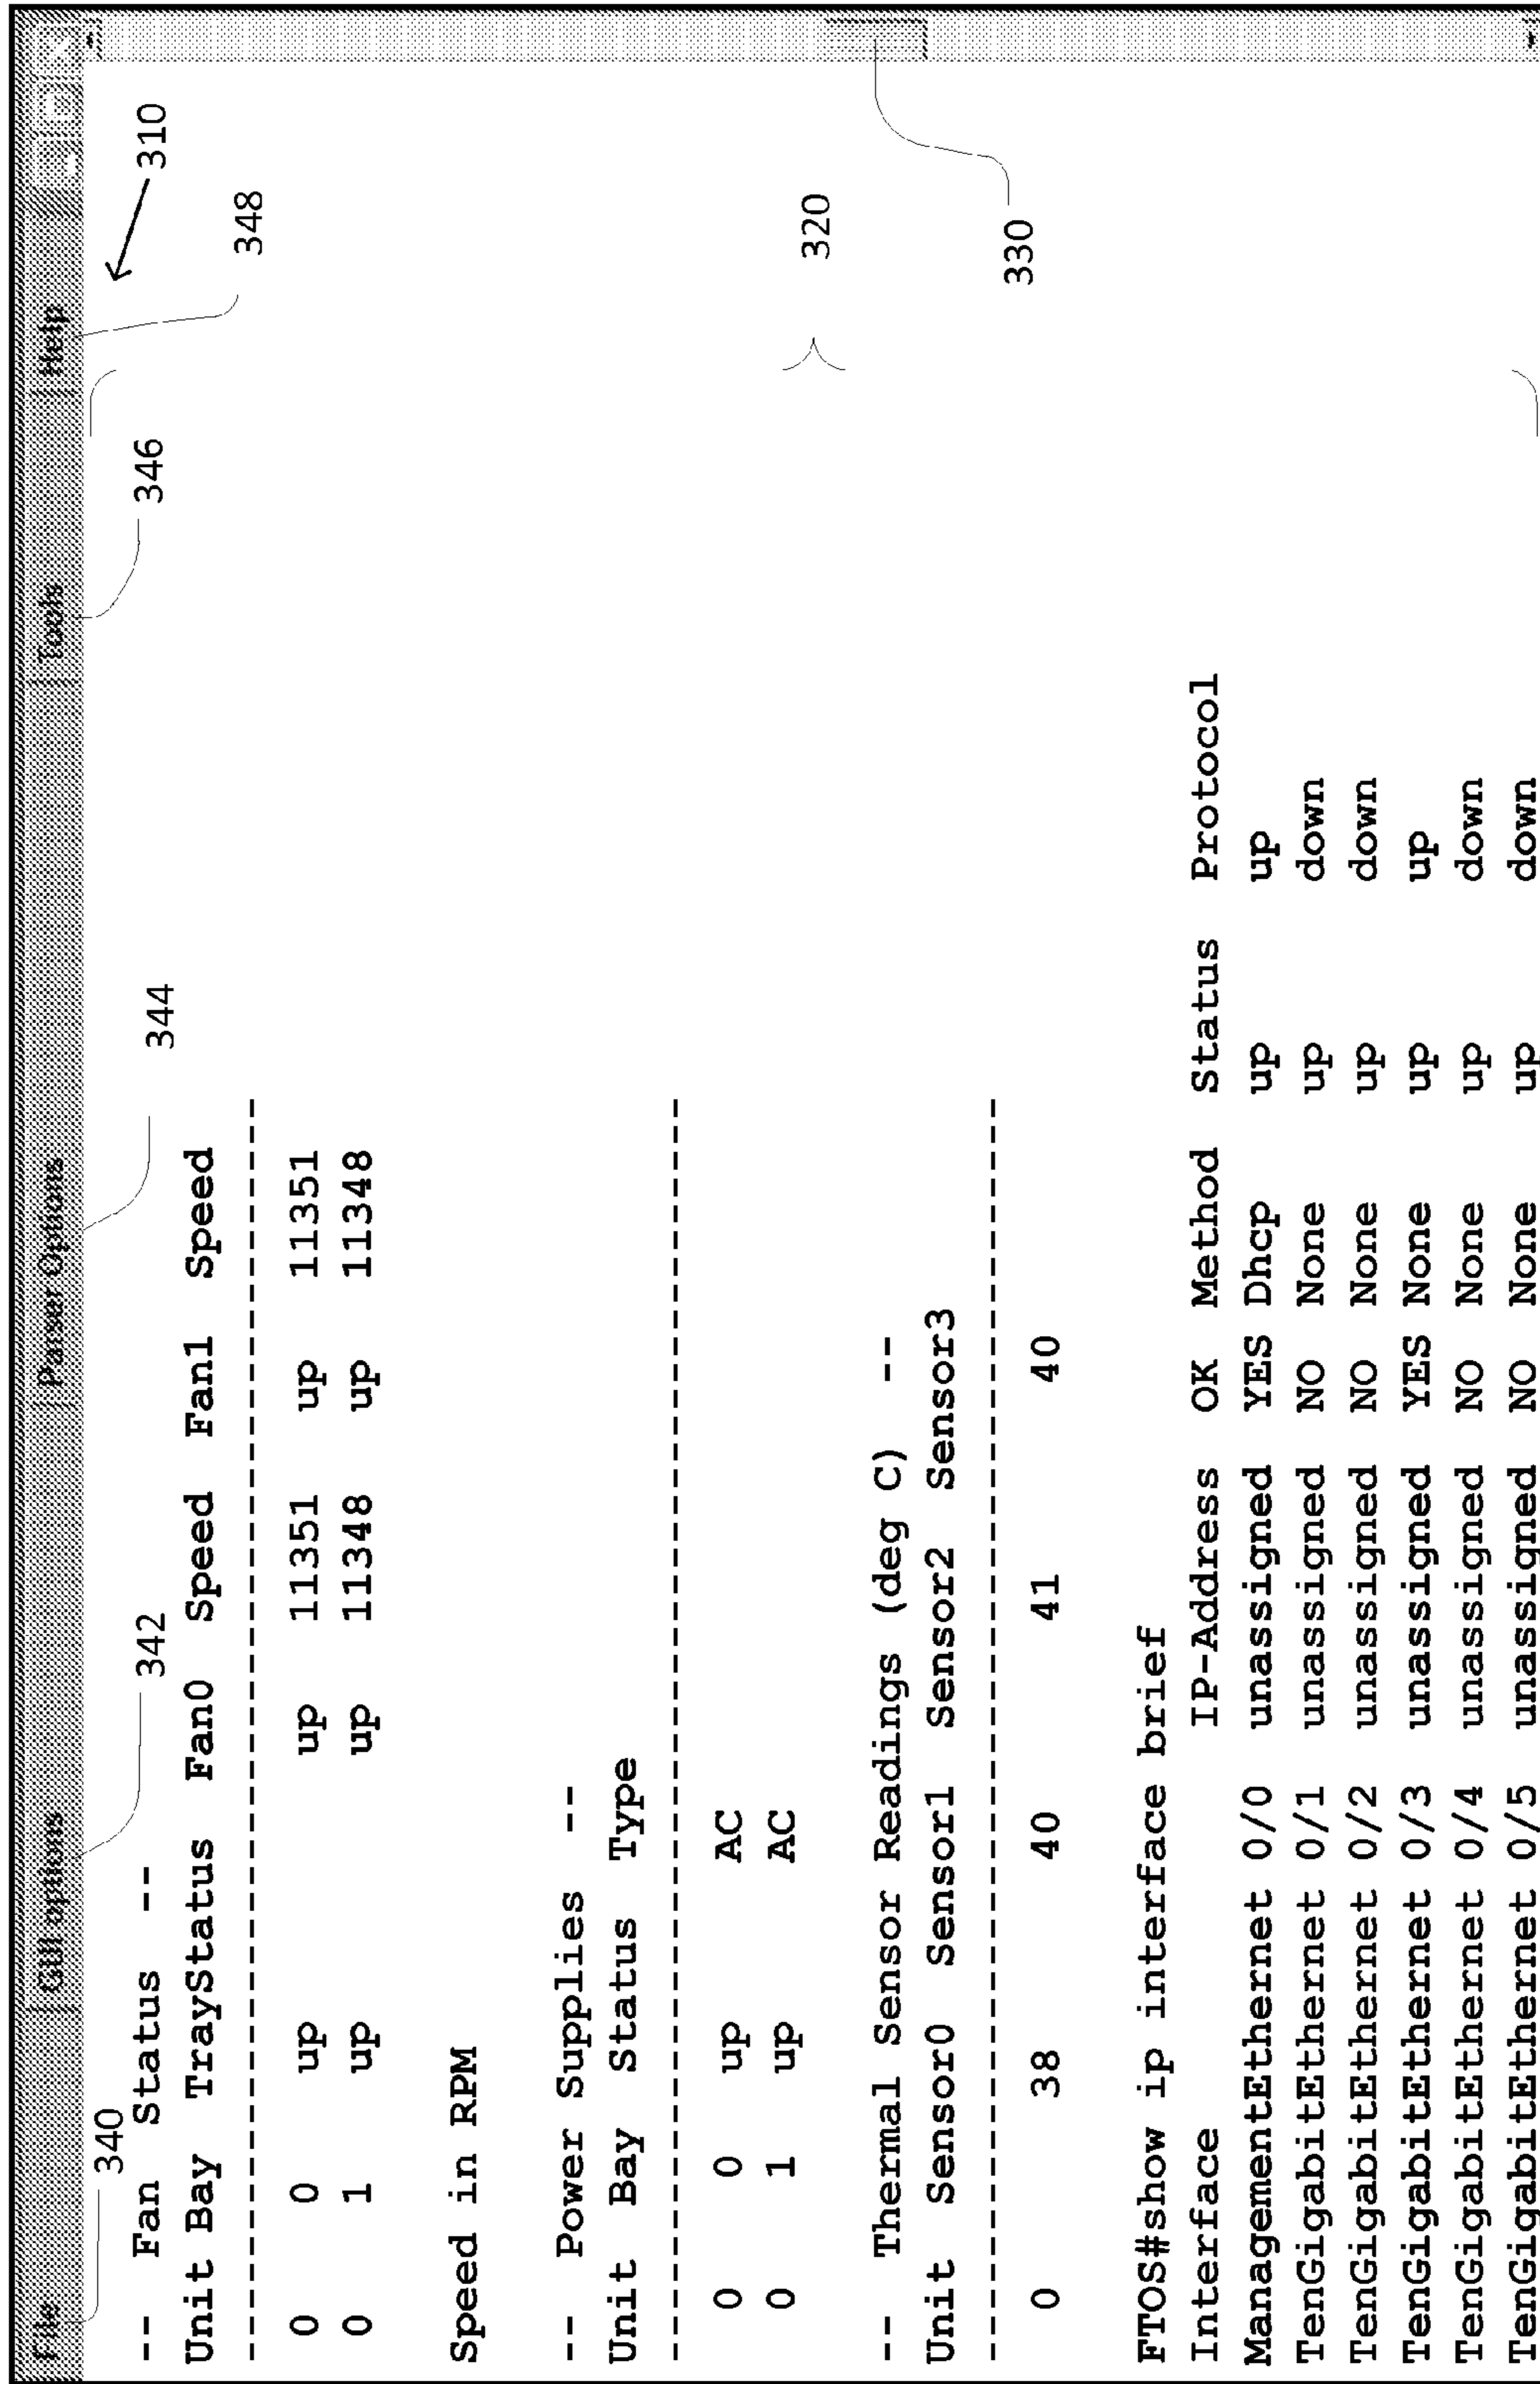 File GUI options Parser Options Tools Help
340
342
344
346
310
348
-- Fan Status --
Unit Bay TrayStatus Fan0 Speed Fan1 Speed
------------------------------------------------
0 0 up up 11351 up 11351
0 1 up up 11348 up 11348
Speed in RPM
-- Power Supplies --
Unit Bay Status Type
------------------------------------------------
0 0 up AC
0 1 up AC
320
-- Thermal Sensor Readings (deg C) --
Unit Sensor0 Sensor1 Sensor2 Sensor3
------------------------------------------------
0 38 40 41 40
330
FTOS#show ip interface brief
Interface IP-Address OK Method Status Protocol
ManagementEthernet 0/0 unassigned YES Dhcp up up
TenGigabitEthernet 0/1 unassigned NO None up down
TenGigabitEthernet 0/2 unassigned NO None up down
TenGigabitEthernet 0/3 unassigned YES None up up
TenGigabitEthernet 0/4 unassigned NO None up down
TenGigabitEthernet 0/5 unassigned NO None up down